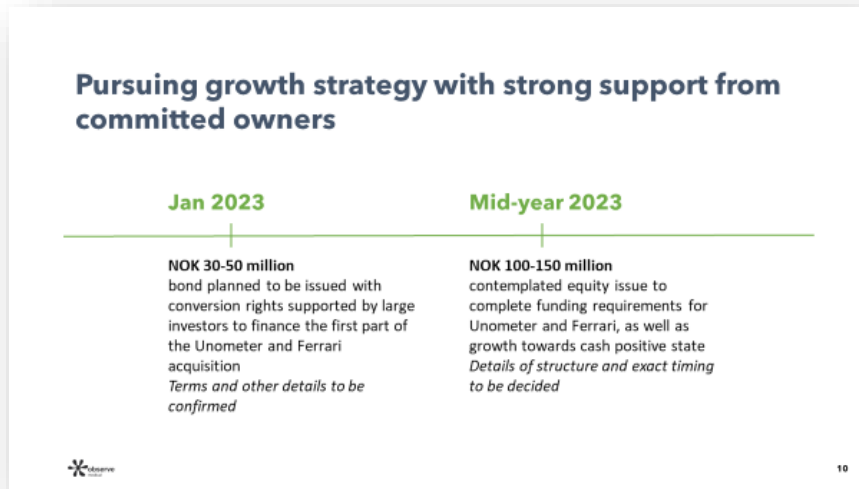 Pursuing growth strategy with strong support from
committed owners
Jan 2023
NOK 30-50 million
bond planned to be issued with
conversion rights supported by large
investors to finance the first part of
the Unometer and Ferrari
acquisition
Terms and other details to be
confirmed
Mid-year 2023
NOK 100-150 million
contemplated equity issue to
complete funding requirements for
Unometer and Ferrari, as well as
growth towards cash positive state
Details of structure and exact timing
to be decided
observe
medical
10